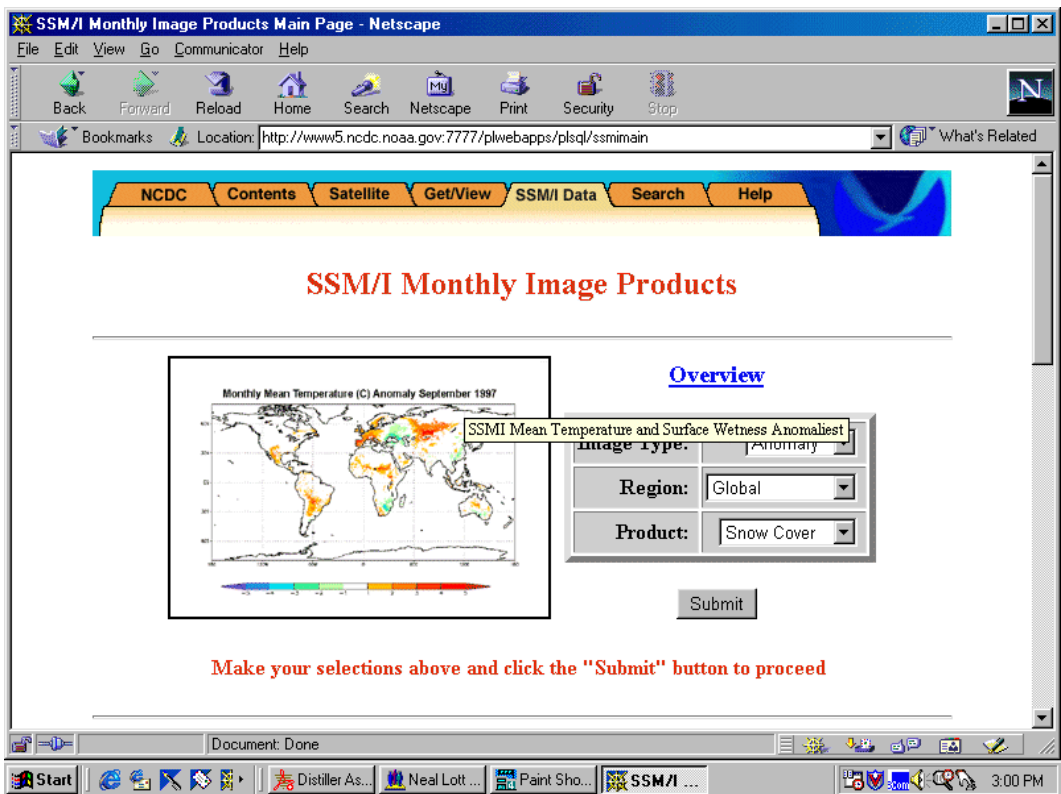 SSM/I Monthly Image Products Main Page - Netscape
File Edit View Go Communicator Help
My
Back Forward Reload Home Search Netscape Print Security Stop
N
Bookmarks Location: http://www5.ncdc.noaa.gov:7777/plwebapps/plsql/ssmimain What's Related
NCDC Contents Satellite Get/View SSM/I Data Search Help
SSM/I Monthly Image Products
Overview
Monthly Mean Temperature (C) Anomaly September 1997
SSMI Mean Temperature and Surface Wetness Anomaliest
Image Type: Anomaly
Region: Global
Product: Snow Cover
Submit
Make your selections above and click the "Submit" button to proceed
Document: Done
Start Distiller As... Neal Lott ... Paint Sho... SSM/I ... 3:00 PM